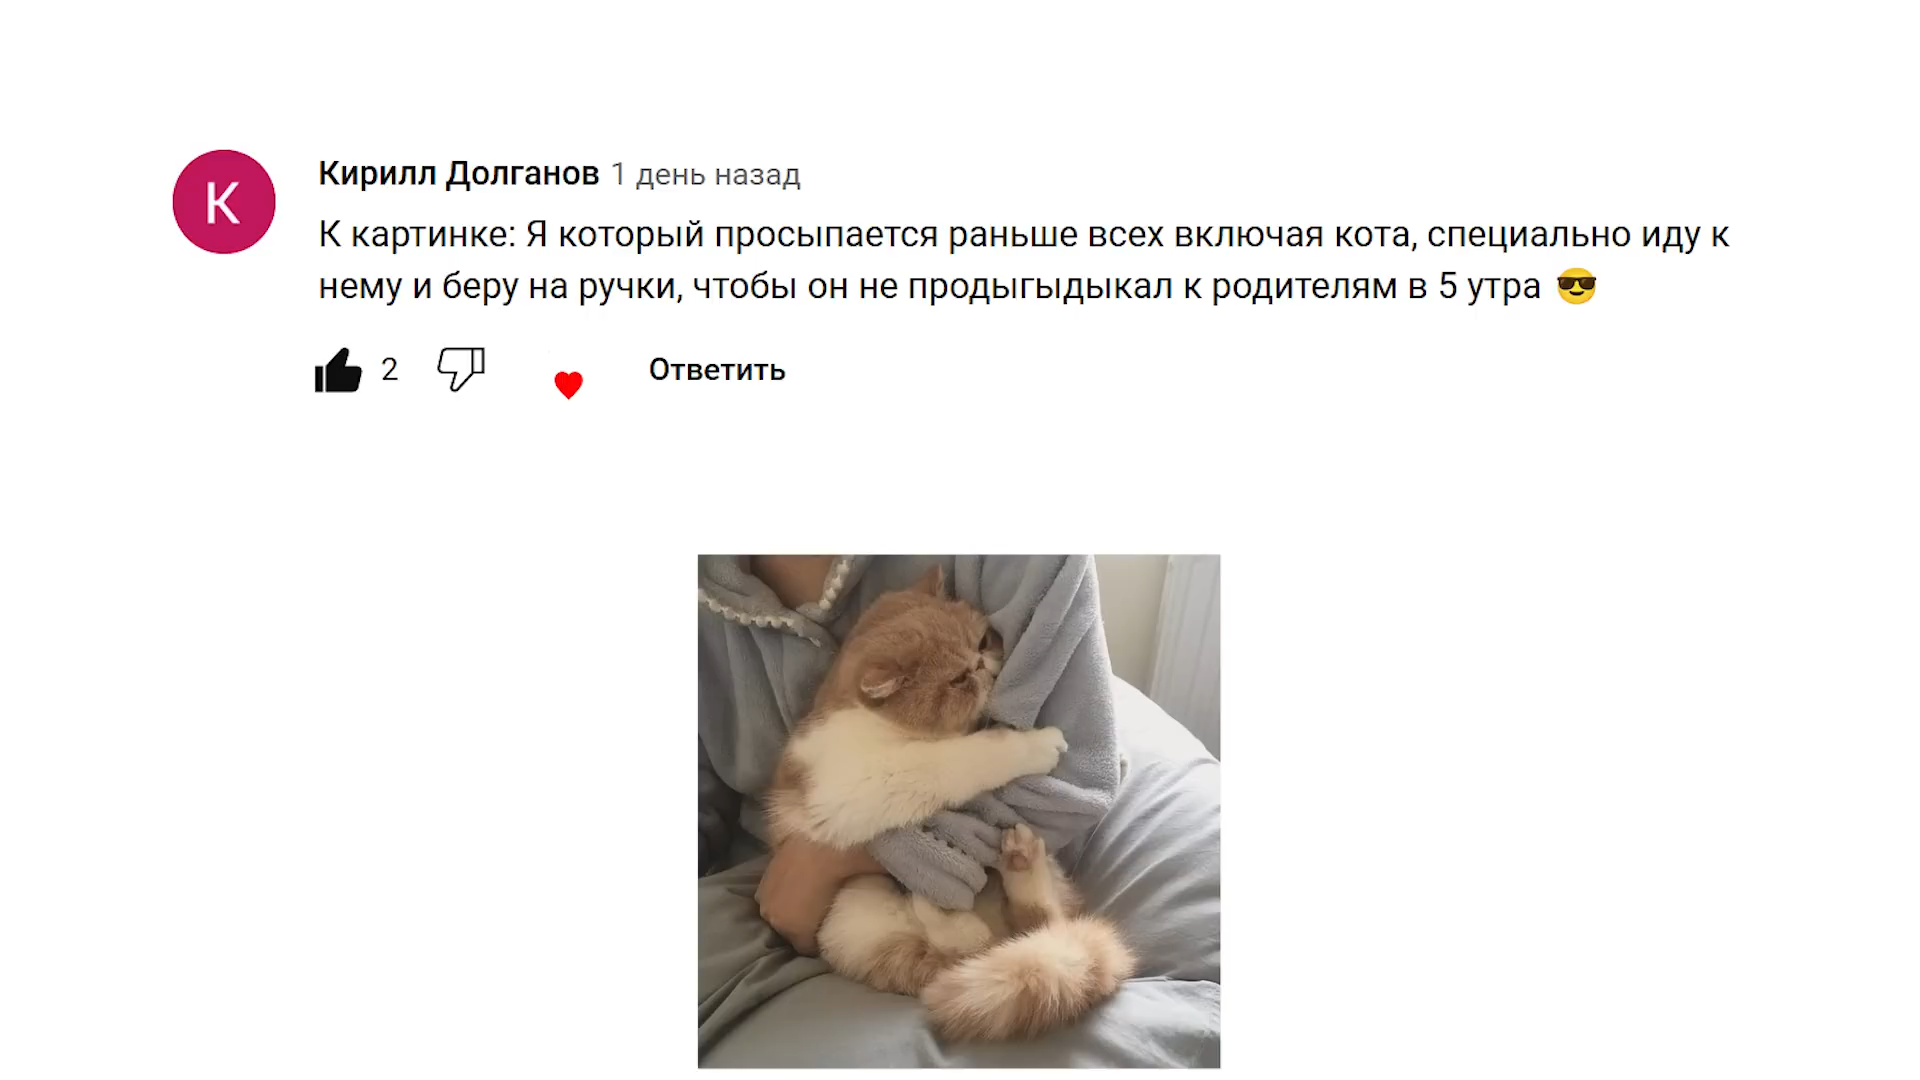 К
Кирилл Долганов 1 день назад
К картинке: Я который просыпается раньше всех включая кота, специально иду к
нему и беру на ручки, чтобы он не продыгыдыкал к родителям в 5 утра 😎
2
Ответить